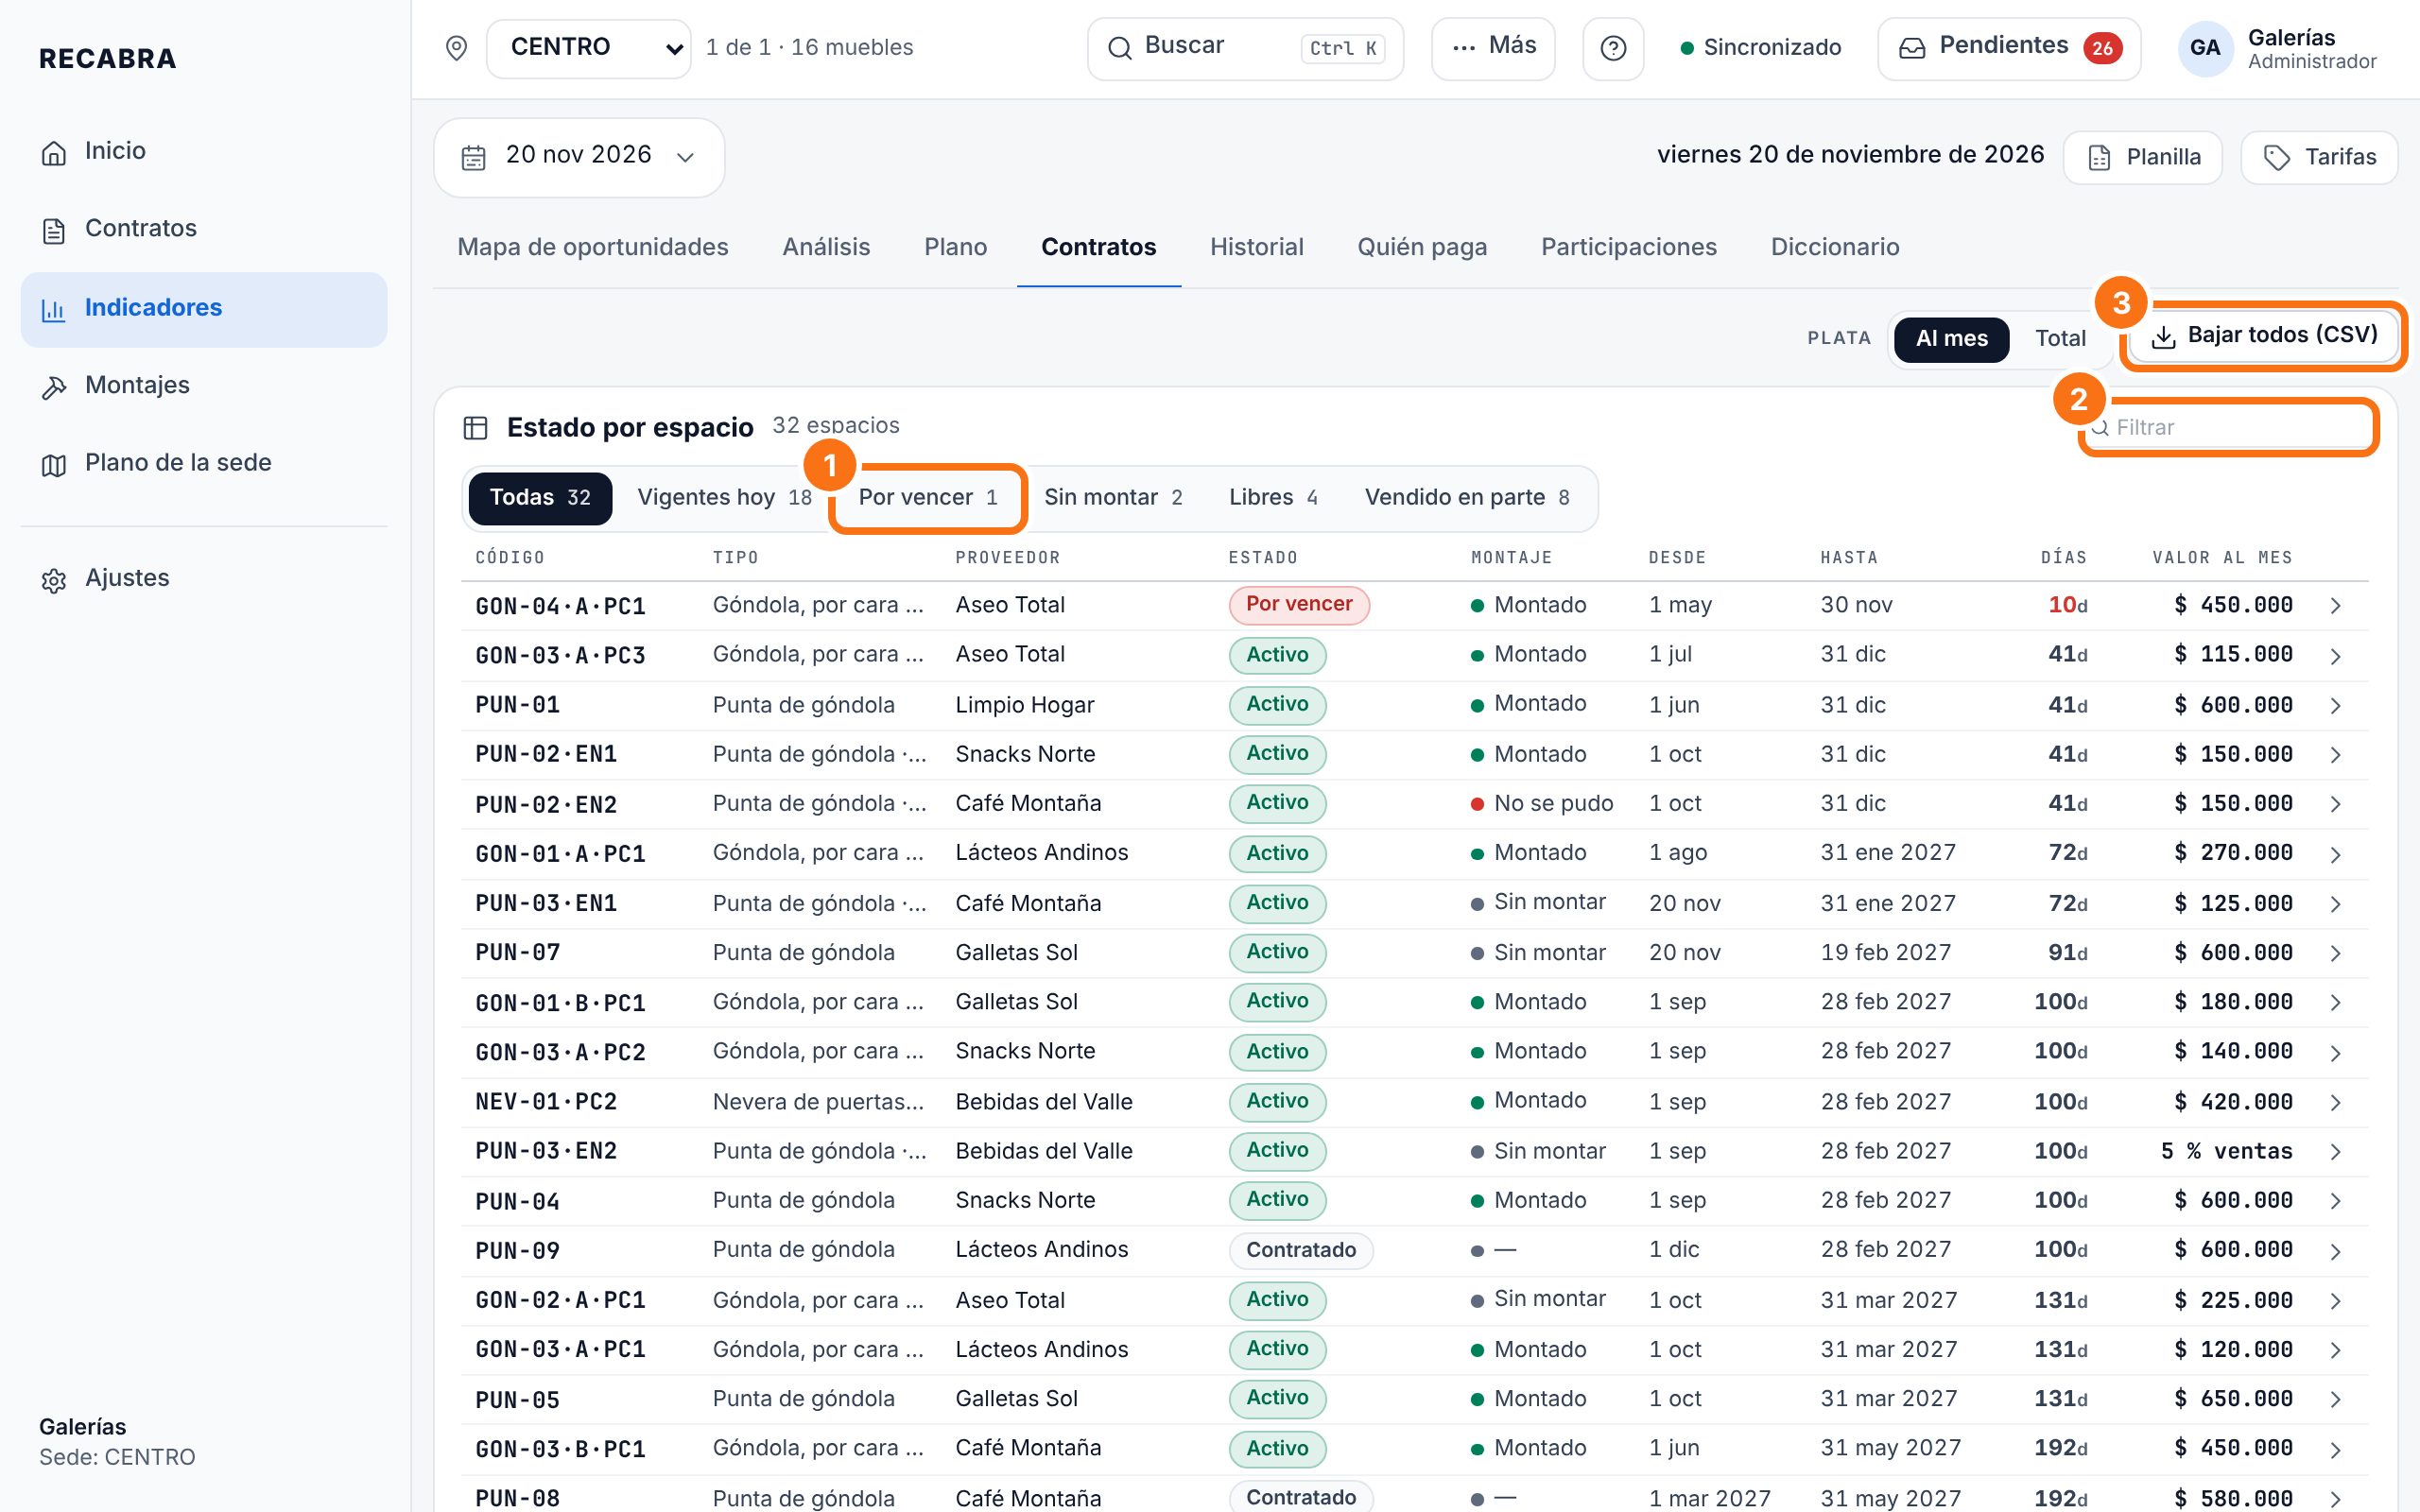 RECABRA
CENTRO
1 de 1 · 16 muebles
Buscar Ctrl K
Más
Sincronizado
Pendientes 26
GA
Galerías
Administrador
Inicio
Contratos
Indicadores
Montajes
Plano de la sede
Ajustes
Galerías
Sede: CENTRO
20 nov 2026
viernes 20 de noviembre de 2026
Planilla
Tarifas
Mapa de oportunidades Análisis Plano Contratos Historial Quién paga Participaciones Diccionario
PLATA Al mes Total
3
Bajar todos (CSV)
Estado por espacio 32 espacios
2
Filtrar
1
Todas 32 Vigentes hoy 18 Por vencer 1 Sin montar 2 Libres 4 Vendido en parte 8
CÓDIGO TIPO PROVEEDOR ESTADO MONTAJE DESDE HASTA DÍAS VALOR AL MES
GON-04·A·PC1 Góndola, por cara ... Aseo Total Por vencer Montado 1 may 30 nov 10d $ 450.000
GON-03·A·PC3 Góndola, por cara ... Aseo Total Activo Montado 1 jul 31 dic 41d $ 115.000
PUN-01 Punta de góndola Limpio Hogar Activo Montado 1 jun 31 dic 41d $ 600.000
PUN-02·EN1 Punta de góndola ·... Snacks Norte Activo Montado 1 oct 31 dic 41d $ 150.000
PUN-02·EN2 Punta de góndola ·... Café Montaña Activo No se pudo 1 oct 31 dic 41d $ 150.000
GON-01·A·PC1 Góndola, por cara ... Lácteos Andinos Activo Montado 1 ago 31 ene 2027 72d $ 270.000
PUN-03·EN1 Punta de góndola ·... Café Montaña Activo Sin montar 20 nov 31 ene 2027 72d $ 125.000
PUN-07 Punta de góndola Galletas Sol Activo Sin montar 20 nov 19 feb 2027 91d $ 600.000
GON-01·B·PC1 Góndola, por cara ... Galletas Sol Activo Montado 1 sep 28 feb 2027 100d $ 180.000
GON-03·A·PC2 Góndola, por cara ... Snacks Norte Activo Montado 1 sep 28 feb 2027 100d $ 140.000
NEV-01·PC2 Nevera de puertas... Bebidas del Valle Activo Montado 1 sep 28 feb 2027 100d $ 420.000
PUN-03·EN2 Punta de góndola ·... Bebidas del Valle Activo Sin montar 1 sep 28 feb 2027 100d 5 % ventas
PUN-04 Punta de góndola Snacks Norte Activo Montado 1 sep 28 feb 2027 100d $ 600.000
PUN-09 Punta de góndola Lácteos Andinos Contratado — 1 dic 28 feb 2027 100d $ 600.000
GON-02·A·PC1 Góndola, por cara ... Aseo Total Activo Sin montar 1 oct 31 mar 2027 131d $ 225.000
GON-03·A·PC1 Góndola, por cara ... Lácteos Andinos Activo Montado 1 oct 31 mar 2027 131d $ 120.000
PUN-05 Punta de góndola Galletas Sol Activo Montado 1 oct 31 mar 2027 131d $ 650.000
GON-03·B·PC1 Góndola, por cara ... Café Montaña Activo Montado 1 jun 31 may 2027 192d $ 450.000
PUN-08 Punta de góndola Café Montaña Contratado — 1 mar 2027 31 may 2027 192d $ 580.000